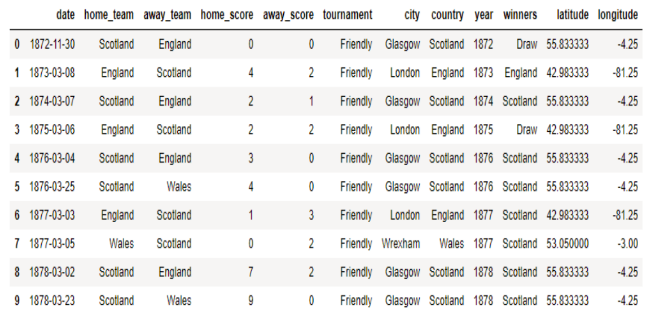 date home_team away_team home_score away_score tournament city country year winners latitude longitude
0 1872-11-30 Scotland England 0 0 Friendly Glasgow Scotland 1872 Draw 55.833333 -4.25
1 1873-03-08 England Scotland 4 2 Friendly London England 1873 England 42.983333 -81.25
2 1874-03-07 Scotland England 2 1 Friendly Glasgow Scotland 1874 Scotland 55.833333 -4.25
3 1875-03-06 England Scotland 2 2 Friendly London England 1875 Draw 42.983333 -81.25
4 1876-03-04 Scotland England 3 0 Friendly Glasgow Scotland 1876 Scotland 55.833333 -4.25
5 1876-03-25 Scotland Wales 4 0 Friendly Glasgow Scotland 1876 Scotland 55.833333 -4.25
6 1877-03-03 England Scotland 1 3 Friendly London England 1877 Scotland 42.983333 -81.25
7 1877-03-05 Wales Scotland 0 2 Friendly Wrexham Wales 1877 Scotland 53.050000 -3.00
8 1878-03-02 Scotland England 7 2 Friendly Glasgow Scotland 1878 Scotland 55.833333 -4.25
9 1878-03-23 Scotland Wales 9 0 Friendly Glasgow Scotland 1878 Scotland 55.833333 -4.25